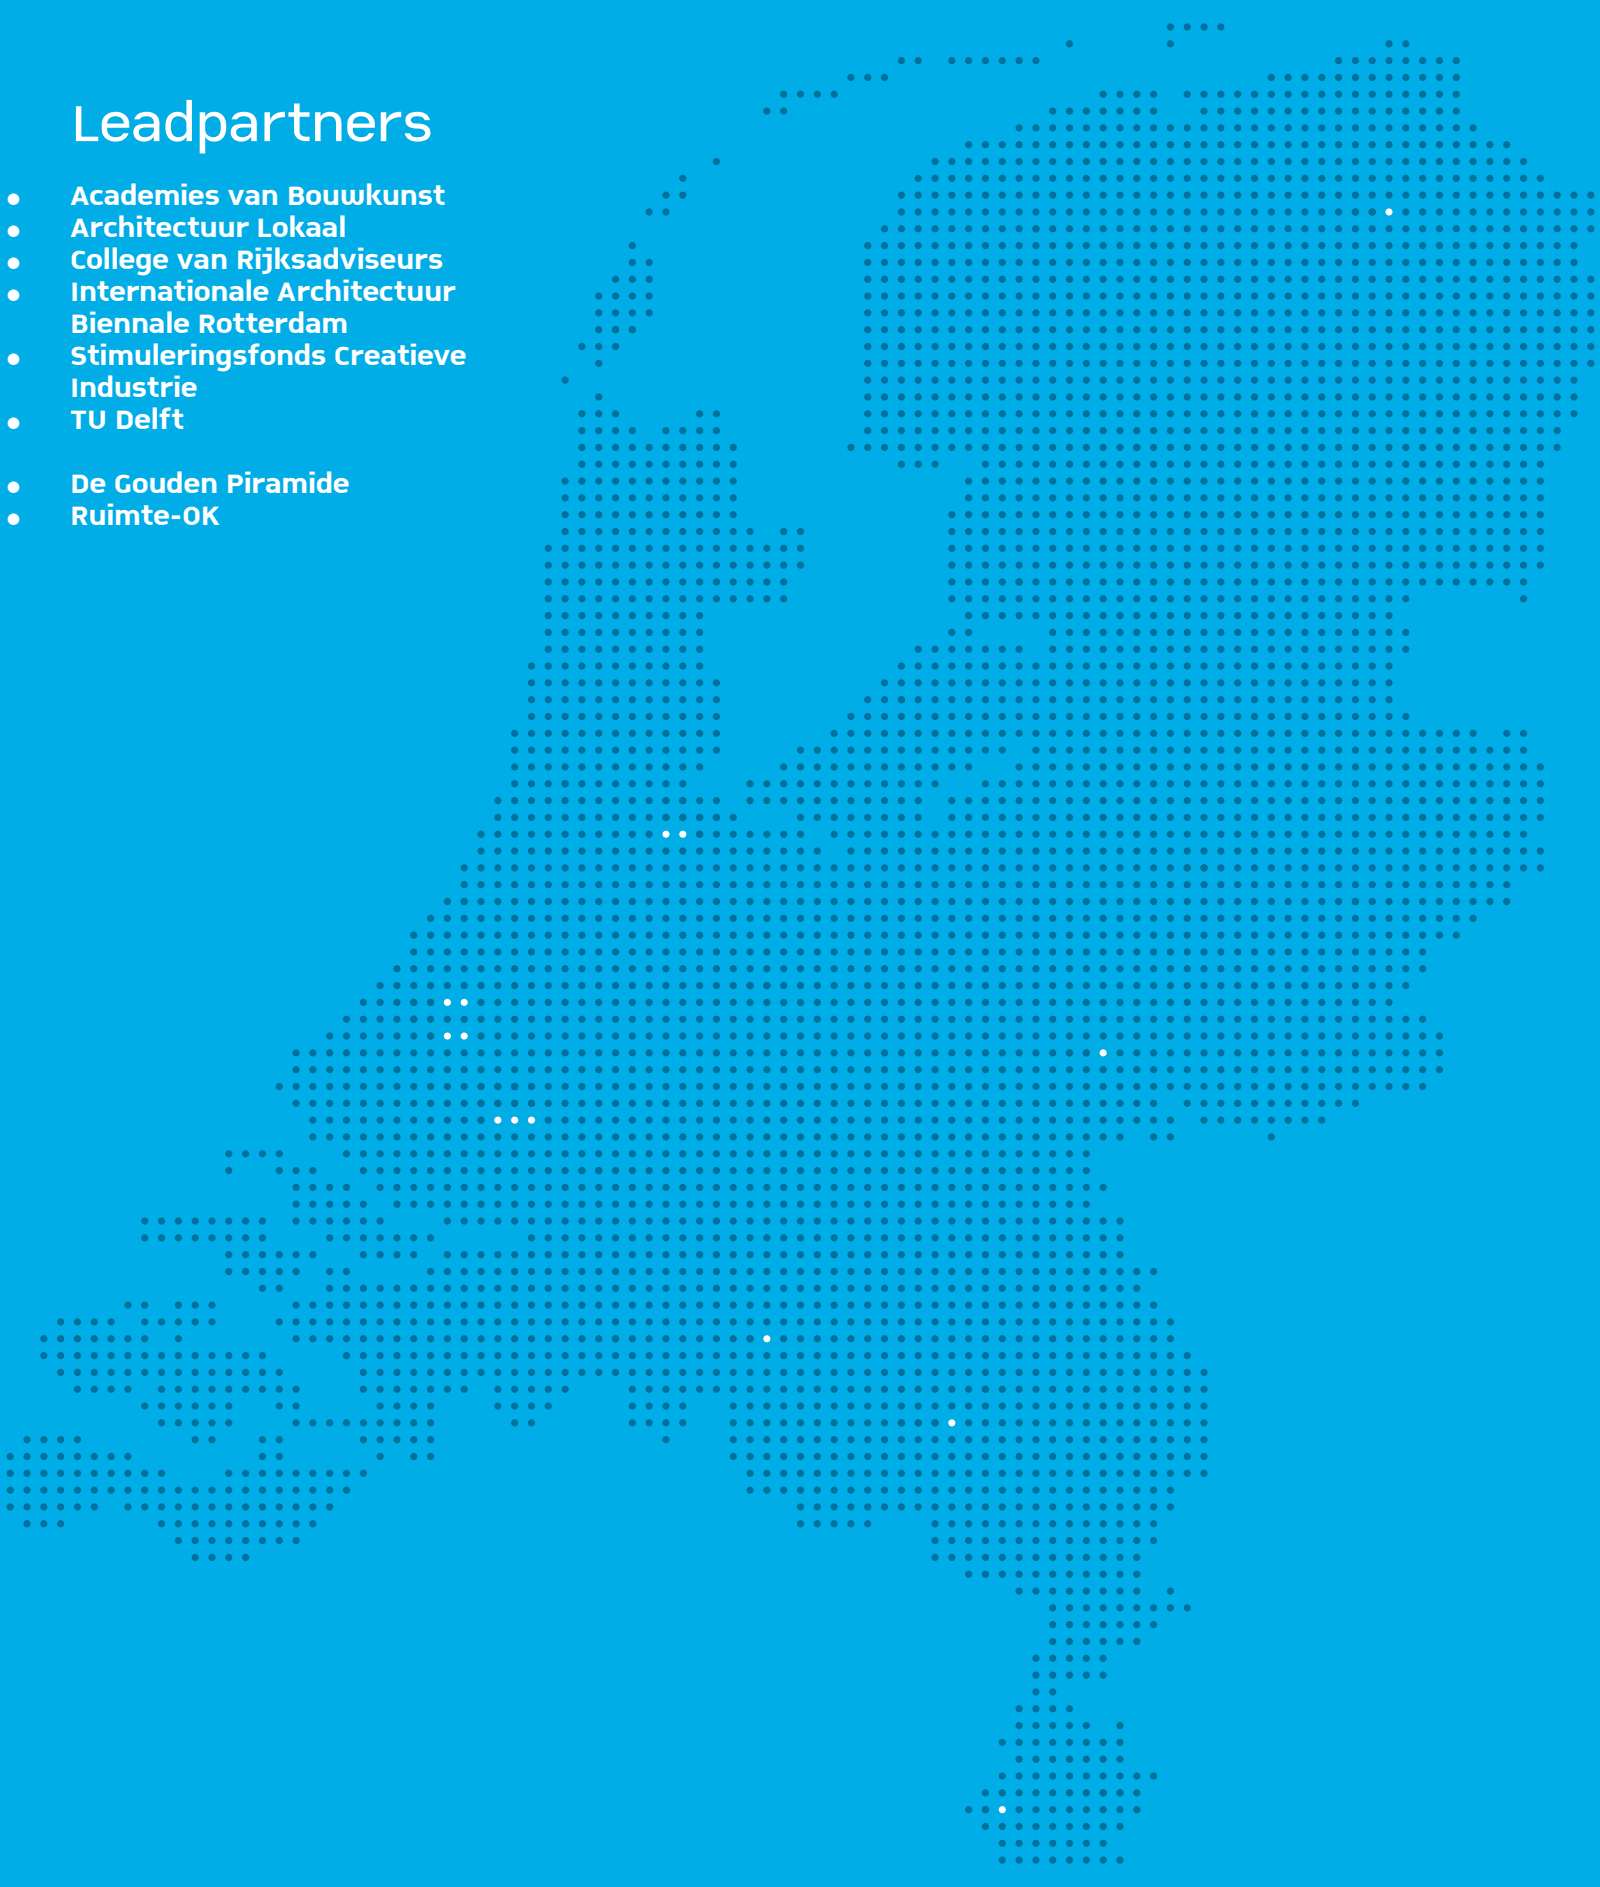 Leadpartners
• Academies van Bouwkunst
• Architectuur Lokaal
• College van Rijksadviseurs
• Internationale Architectuur
Biennale Rotterdam
• Stimuleringsfonds Creatieve
Industrie
• TU Delft
• De Gouden Piramide
• Ruimte-OK